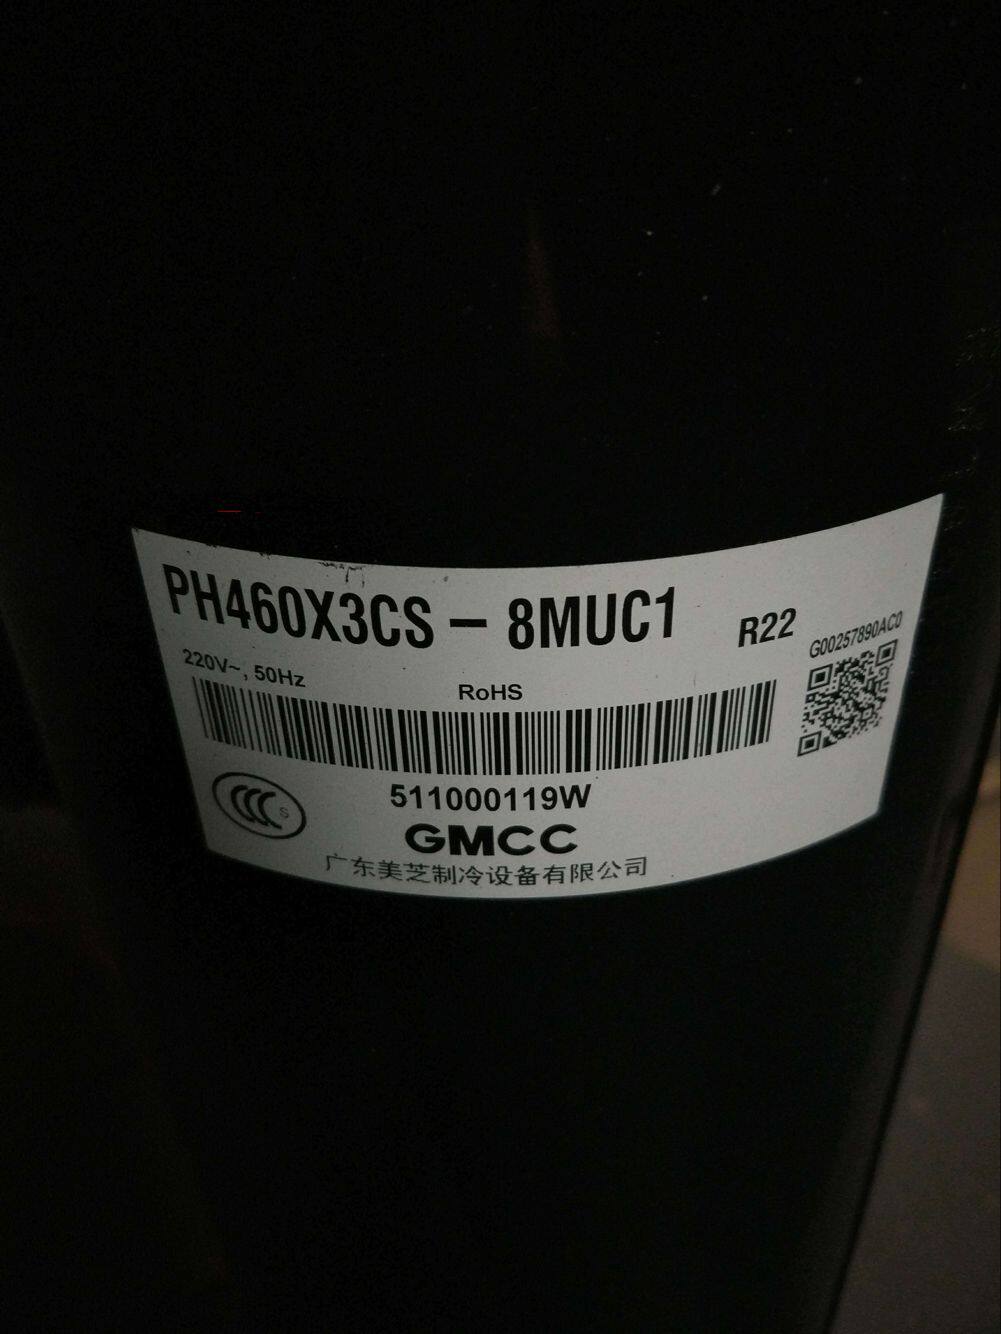 PH460X3CS – 8MUC1
R22
G00257890AC0
220V~, 50Hz
RoHS
511000119W
CCC S
GMCC
广东美芝制冷设备有限公司